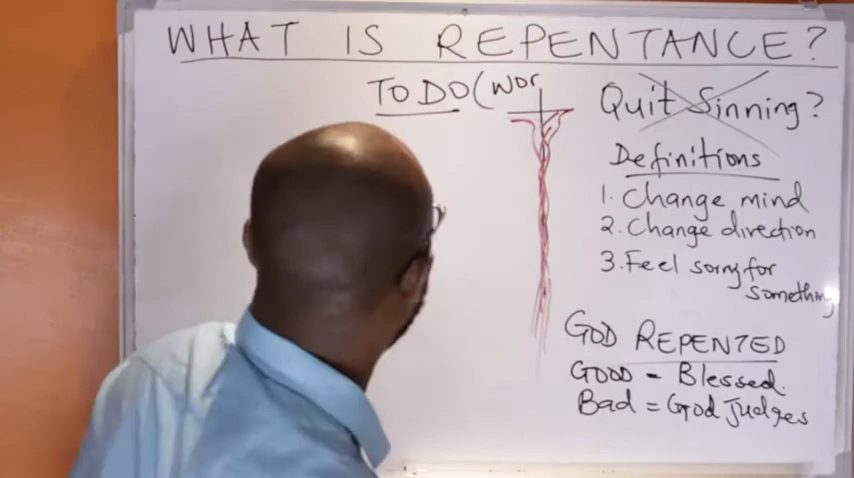 WHAT IS REPENTANCE?
TO DO (wor
Quit Sinning?
Definitions
1. Change mind
2. Change direction
3. Feel sorry for
something
GOD REPENTED
GOOD - Blessed.
Bad = God Judges